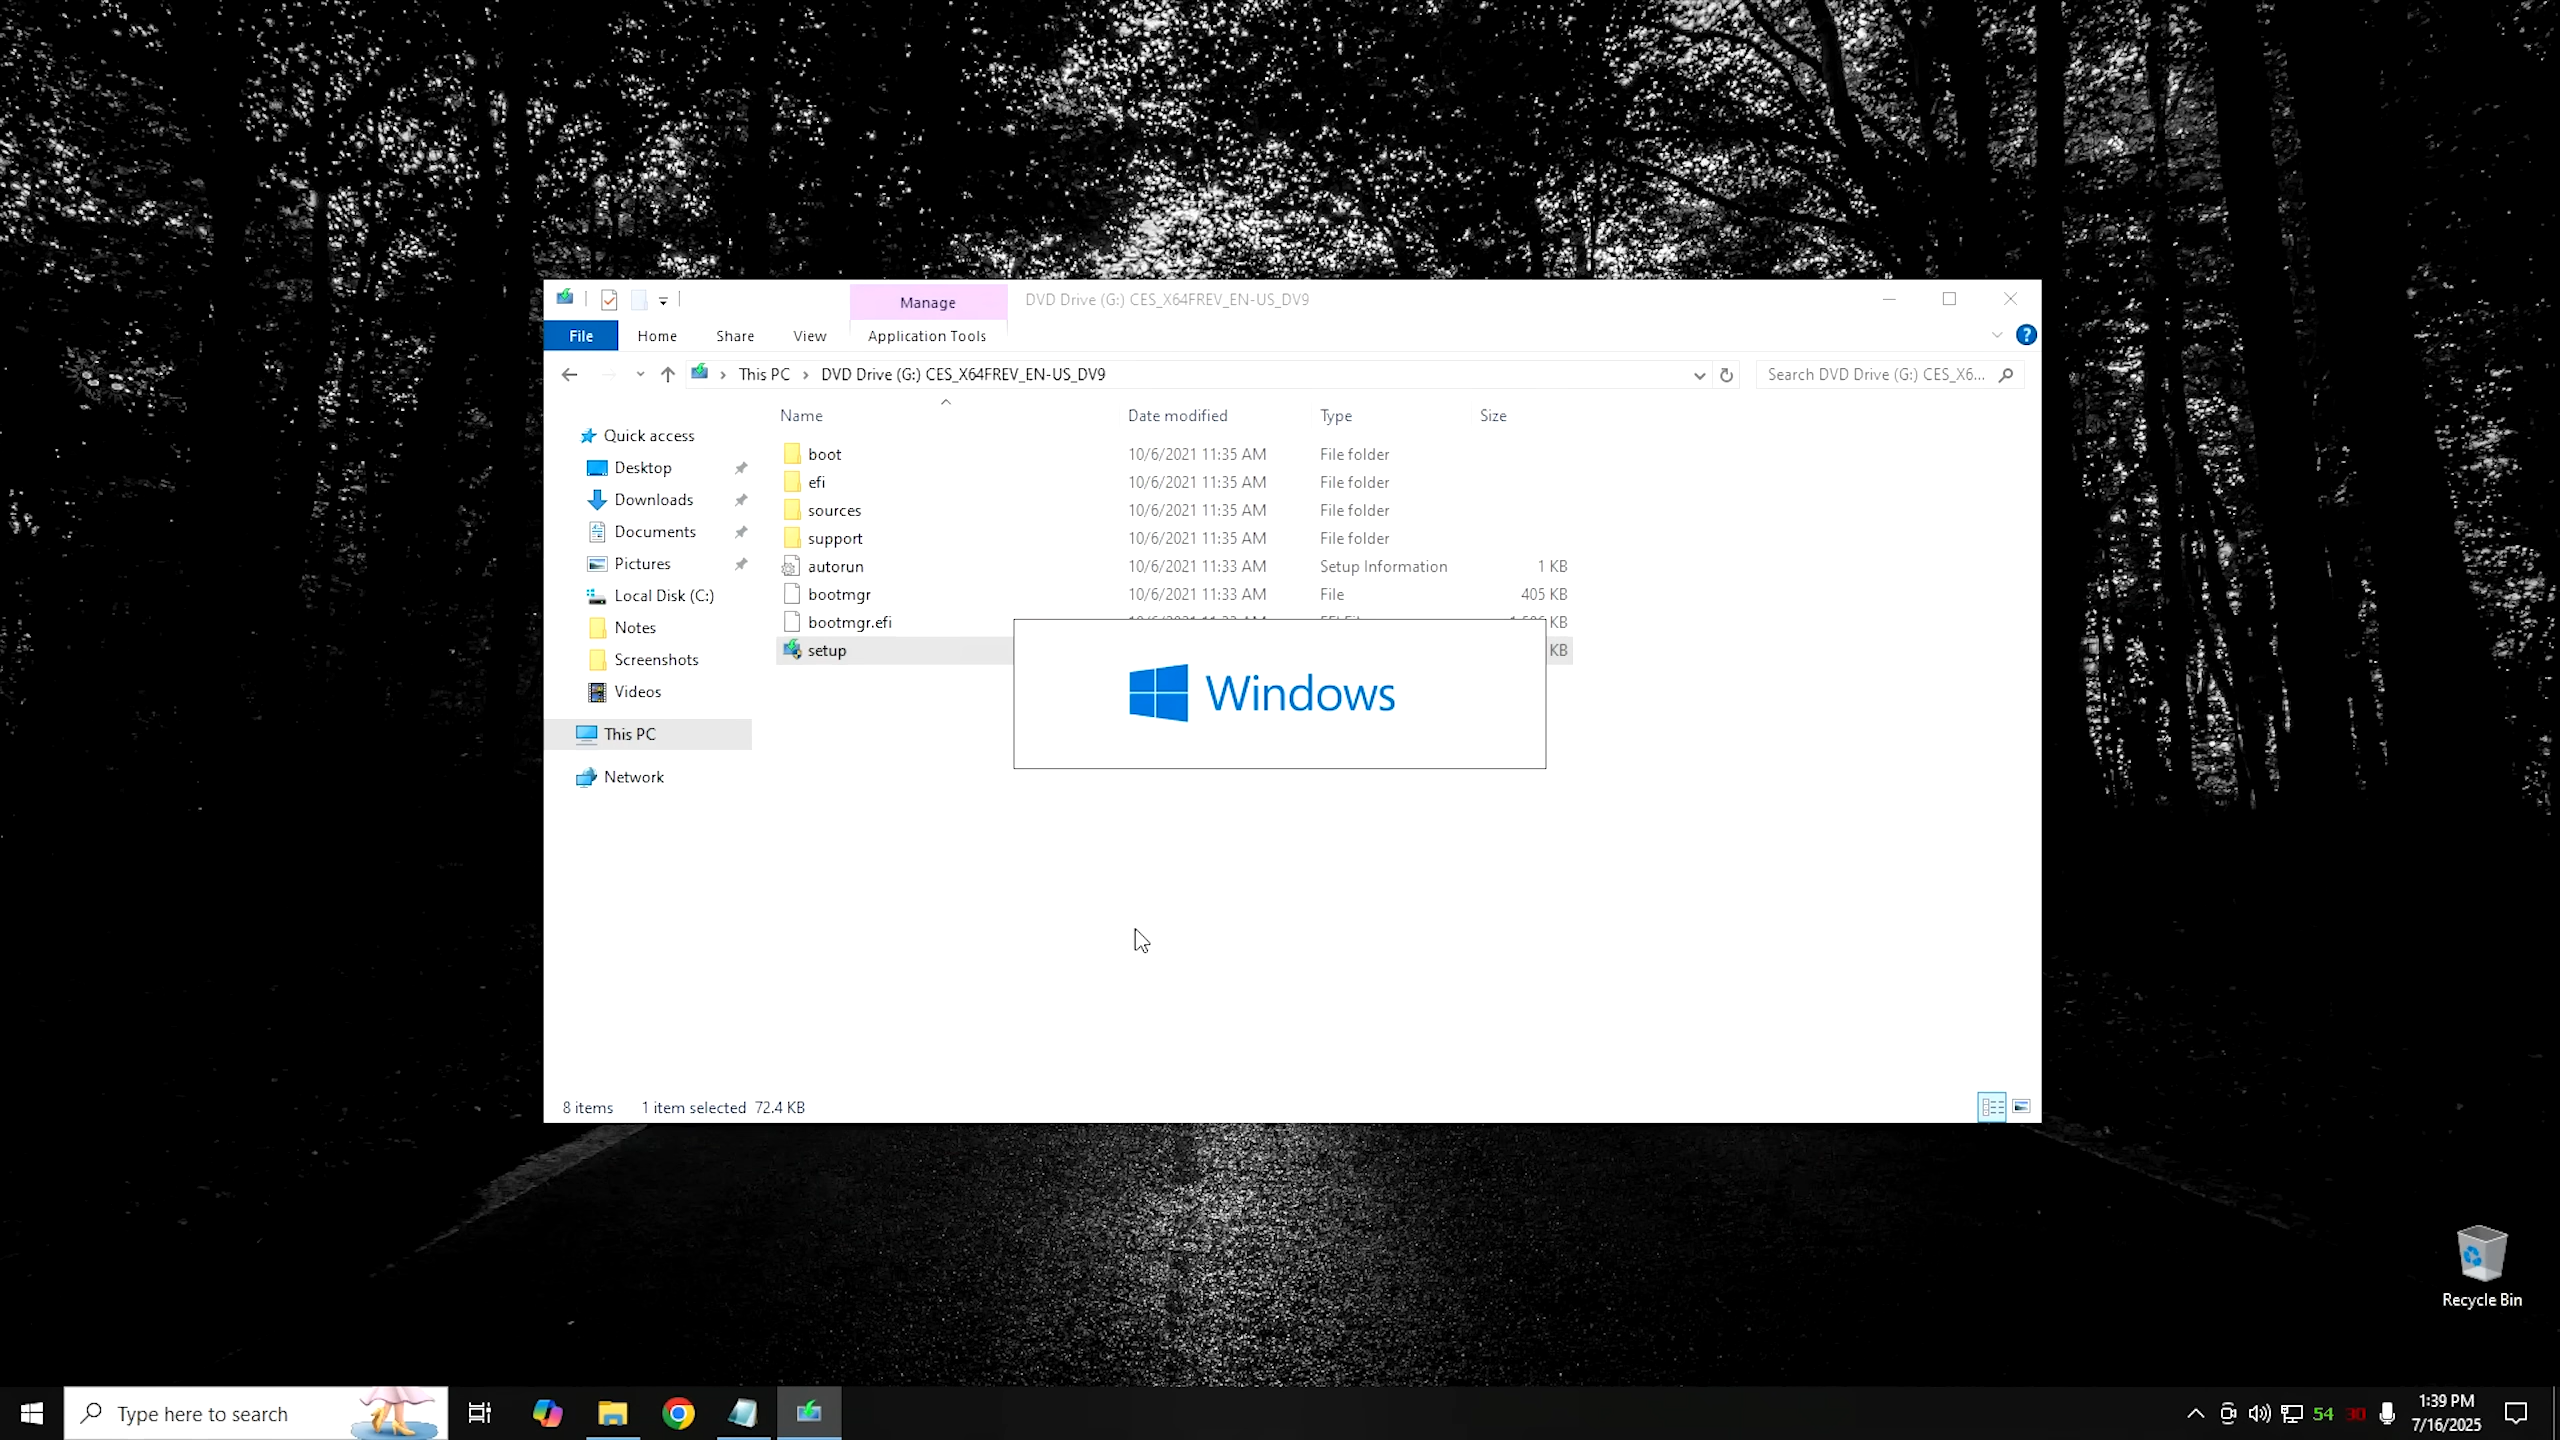 Manage
DVD Drive (G:) CES_X64FREV_EN-US_DV9
File
Home
Share
View
Application Tools
This PC
DVD Drive (G:) CES_X64FREV_EN-US_DV9
Search DVD Drive (G:) CES_X6...
Name
Date modified
Type
Size
Quick access
Desktop
Downloads
Documents
Pictures
Local Disk (C:)
Notes
Screenshots
Videos
This PC
Network
boot 10/6/2021 11:35 AM File folder
efi 10/6/2021 11:35 AM File folder
sources 10/6/2021 11:35 AM File folder
support 10/6/2021 11:35 AM File folder
autorun 10/6/2021 11:33 AM Setup Information 1 KB
bootmgr 10/6/2021 11:33 AM File 405 KB
bootmgr.efi KB
setup KB
Windows
8 items 1 item selected 72.4 KB
Recycle Bin
Type here to search
54
30
1:39 PM
7/16/2025